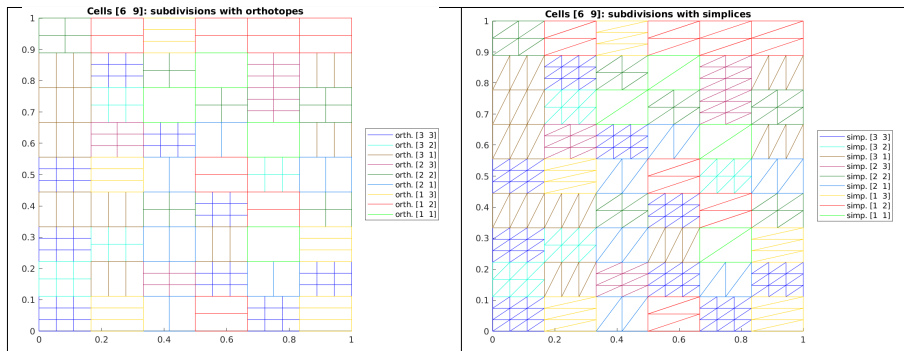 Cells [6 9]: subdivisions with orthotopes
1
0.9
0.8
0.7
0.6
0.5
0.4
0.3
0.2
0.1
0
0 0.2 0.4 0.6 0.8 1
orth. [3 3]
orth. [3 2]
orth. [3 1]
orth. [2 3]
orth. [2 2]
orth. [2 1]
orth. [1 3]
orth. [1 2]
orth. [1 1]
Cells [6 9]: subdivisions with simplices
1
0.9
0.8
0.7
0.6
0.5
0.4
0.3
0.2
0.1
0
0 0.2 0.4 0.6 0.8 1
simp. [3 3]
simp. [3 2]
simp. [3 1]
simp. [2 3]
simp. [2 2]
simp. [2 1]
simp. [1 3]
simp. [1 2]
simp. [1 1]